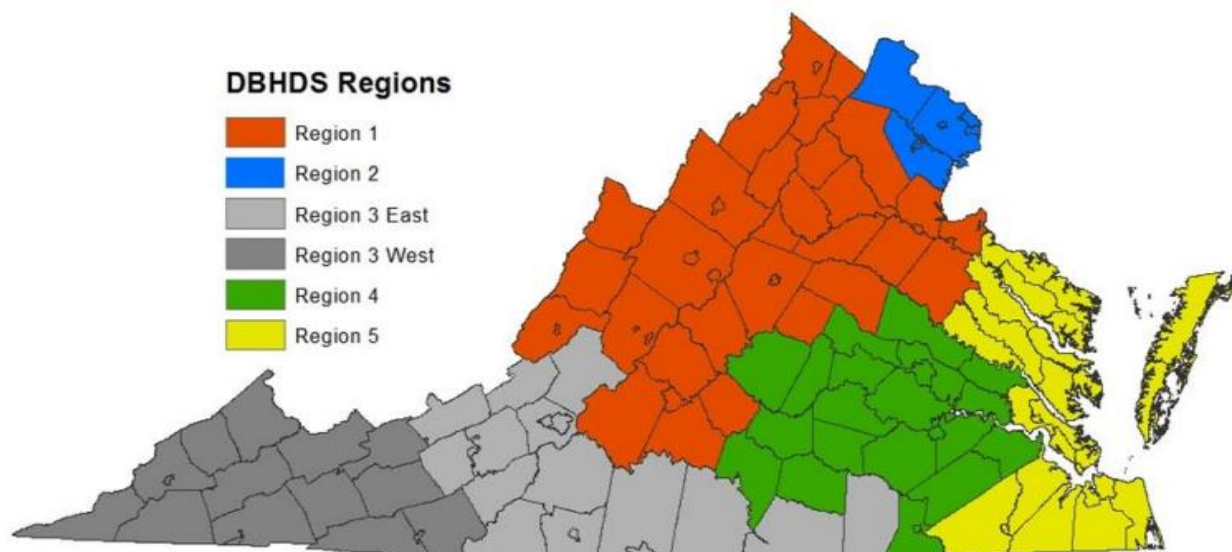 DBHDS Regions
Region 1
Region 2
Region 3 East
Region 3 West
Region 4
Region 5